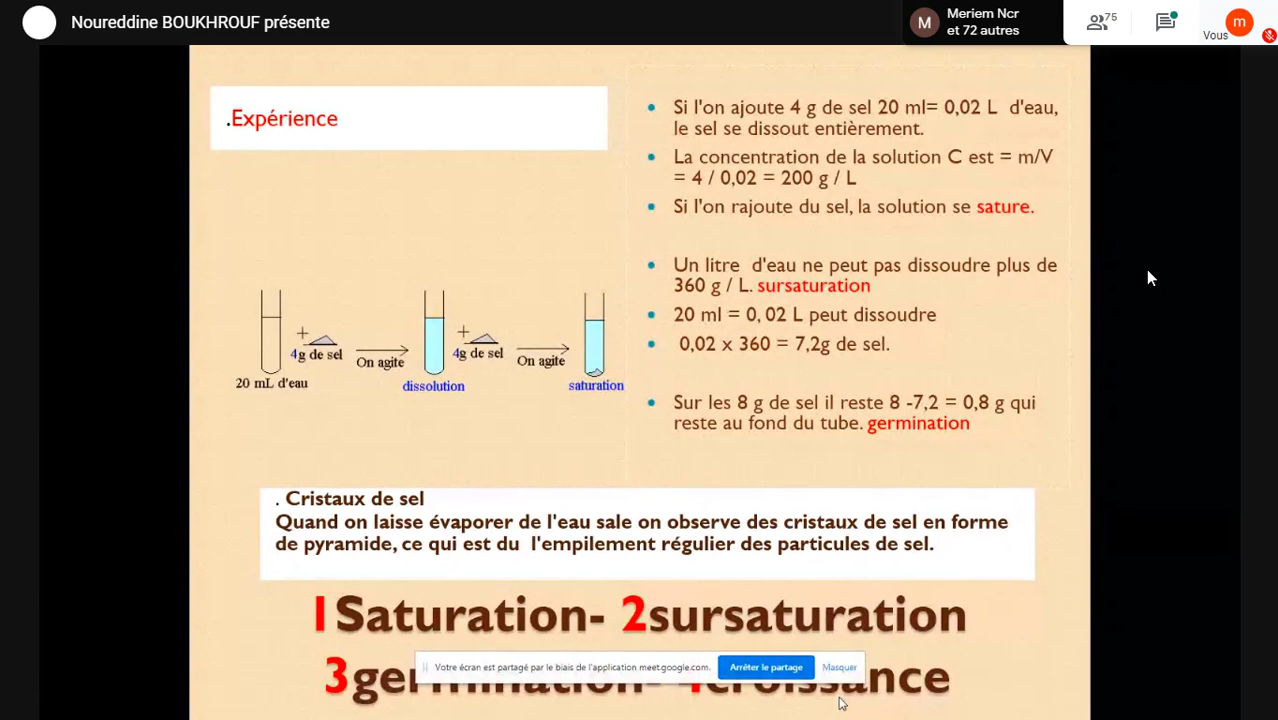 Noureddine BOUKHROUF présente
M
Meriem Ncr
et 72 autres
75
m
Vous
.Expérience
Si l'on ajoute 4 g de sel 20 ml= 0,02 L d'eau,
le sel se dissout entièrement.
La concentration de la solution C est = m/V
= 4 / 0,02 = 200 g / L
Si l'on rajoute du sel, la solution se sature.
Un litre d'eau ne peut pas dissoudre plus de
360 g / L. sursaturation
20 ml = 0, 02 L peut dissoudre
0,02 x 360 = 7,2g de sel.
Sur les 8 g de sel il reste 8 -7,2 = 0,8 g qui
reste au fond du tube. germination
+
4g de sel
On agite
+
4g de sel
On agite
20 mL d'eau
dissolution
saturation
. Cristaux de sel
Quand on laisse évaporer de l'eau sale on observe des cristaux de sel en forme
de pyramide, ce qui est du l'empilement régulier des particules de sel.
1Saturation- 2sursaturation
3germination- 4croissance
Votre écran est partagé par le biais de l'application meet.google.com.
Arrêter le partage
Masquer